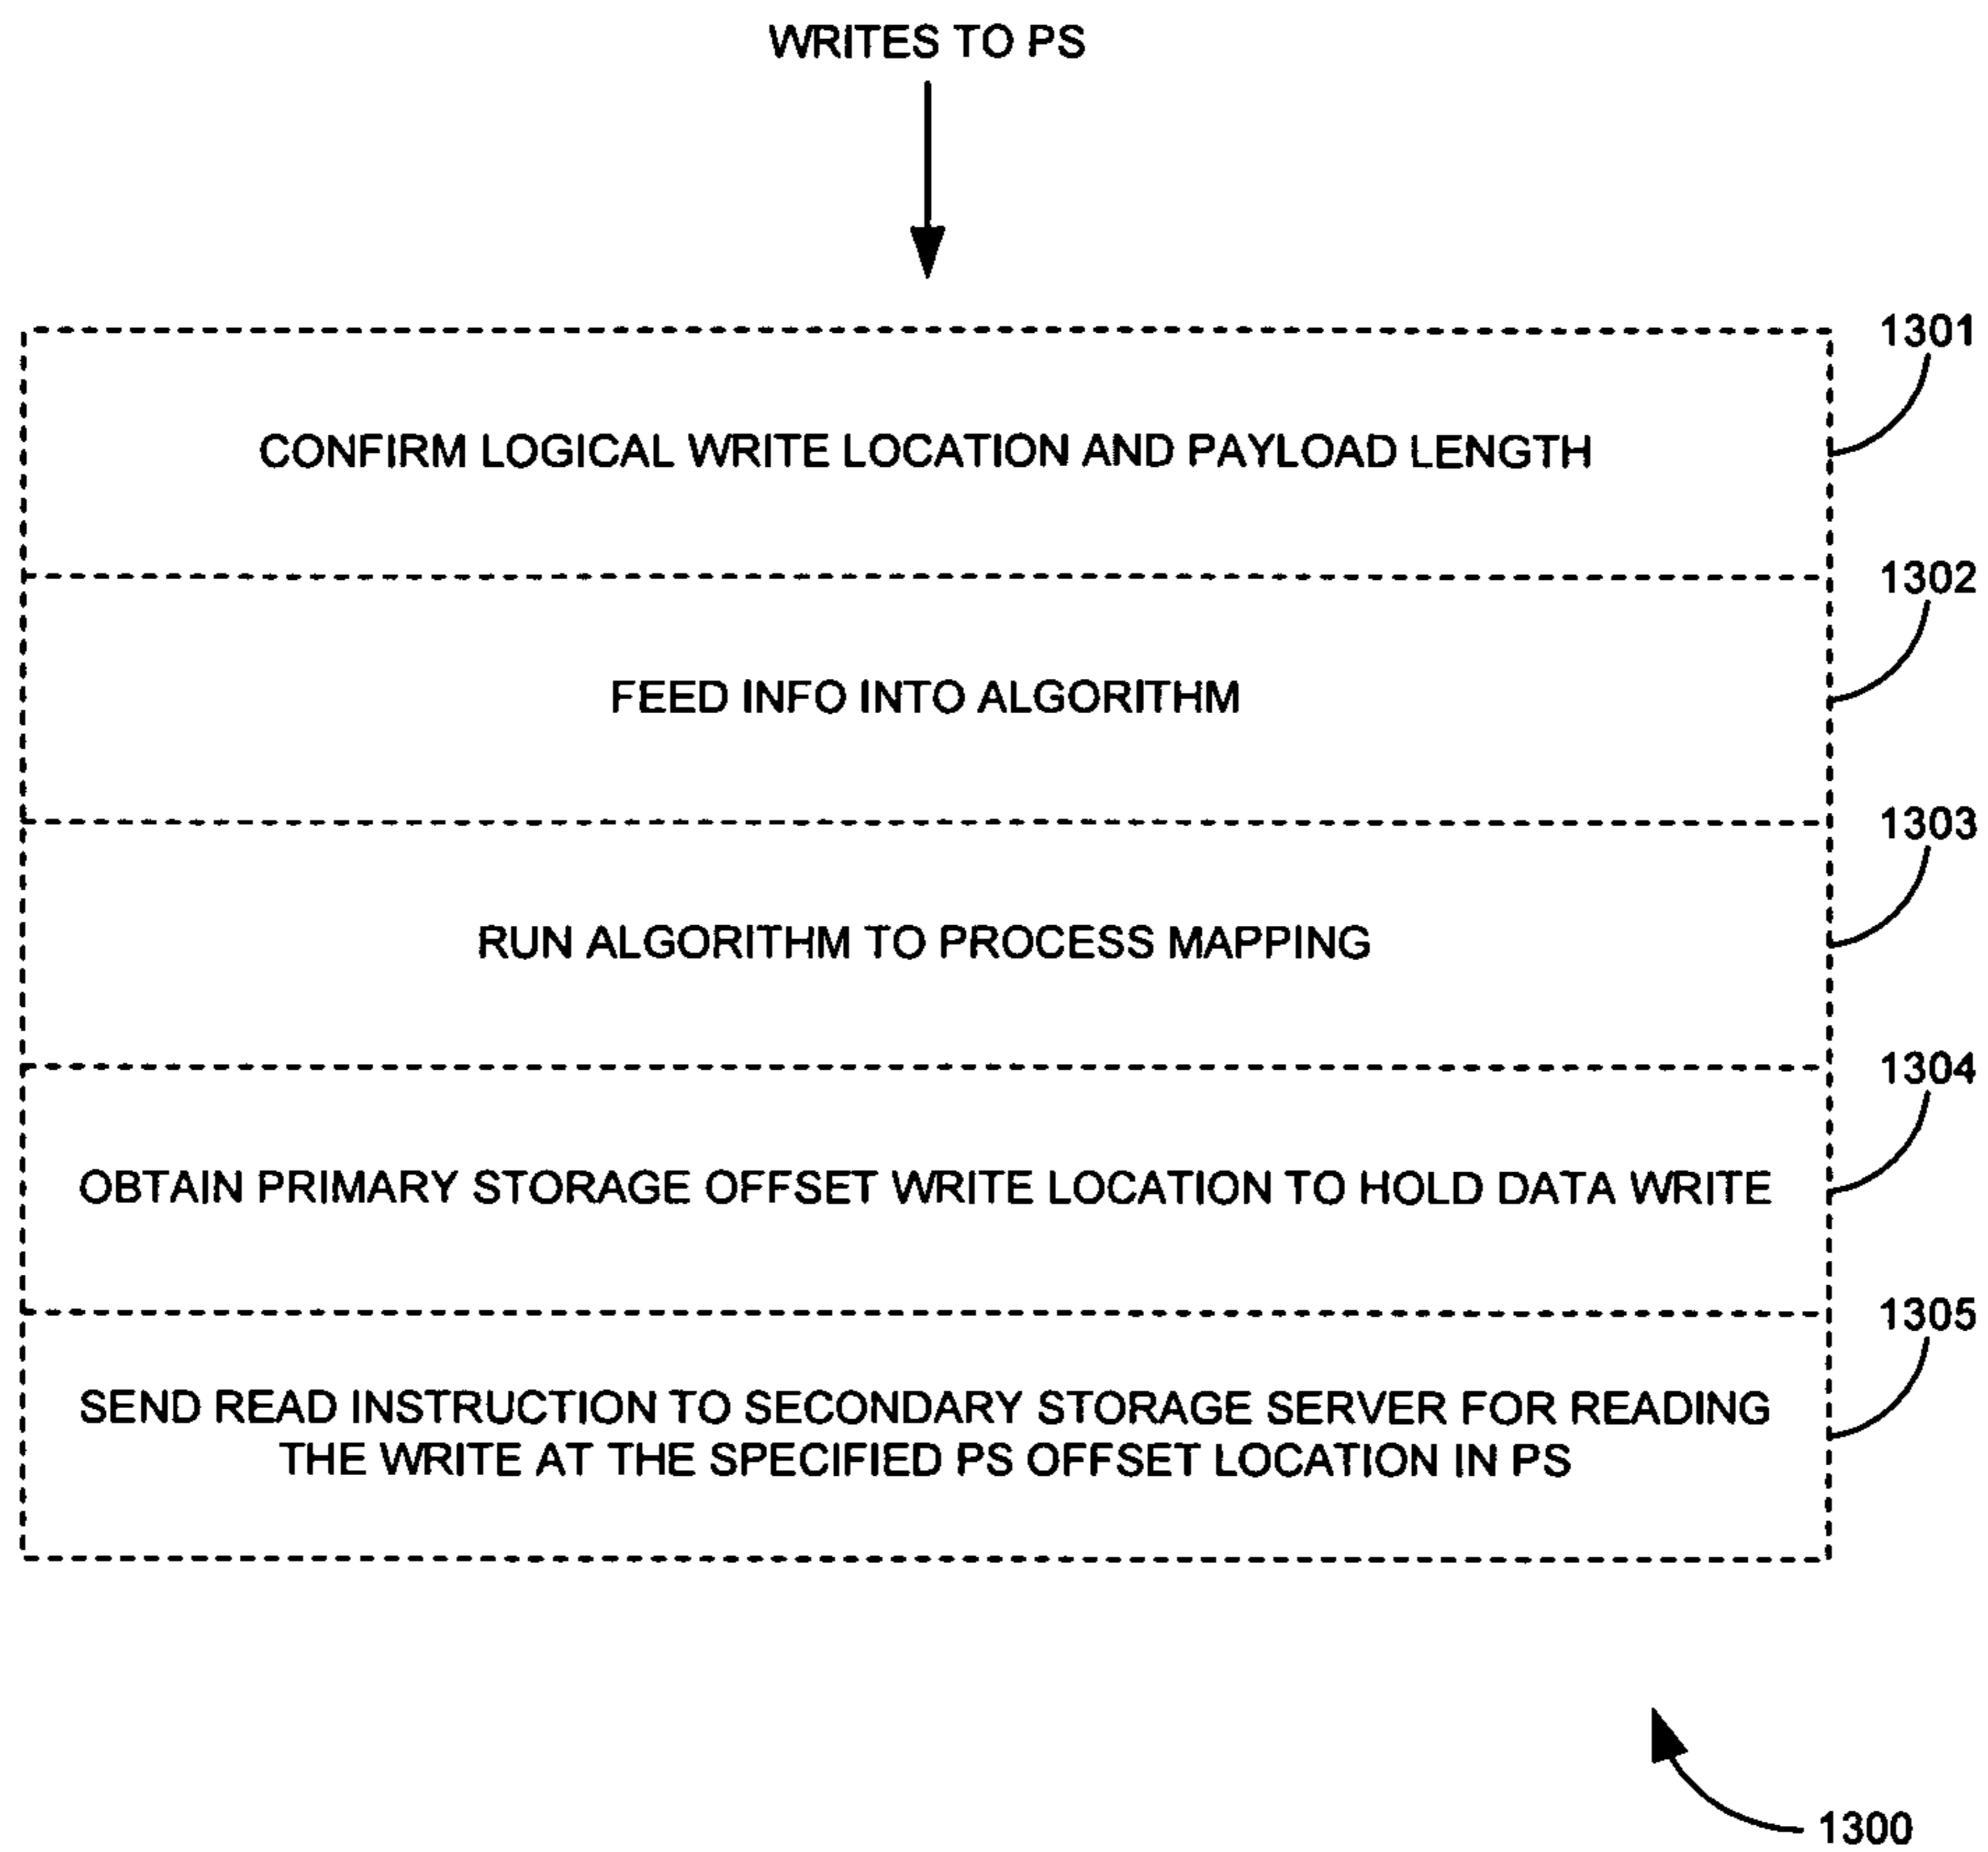 WRITES TO PS
1301
CONFIRM LOGICAL WRITE LOCATION AND PAYLOAD LENGTH
1302
FEED INFO INTO ALGORITHM
1303
RUN ALGORITHM TO PROCESS MAPPING
1304
OBTAIN PRIMARY STORAGE OFFSET WRITE LOCATION TO HOLD DATA WRITE
1305
SEND READ INSTRUCTION TO SECONDARY STORAGE SERVER FOR READING
THE WRITE AT THE SPECIFIED PS OFFSET LOCATION IN PS
1300